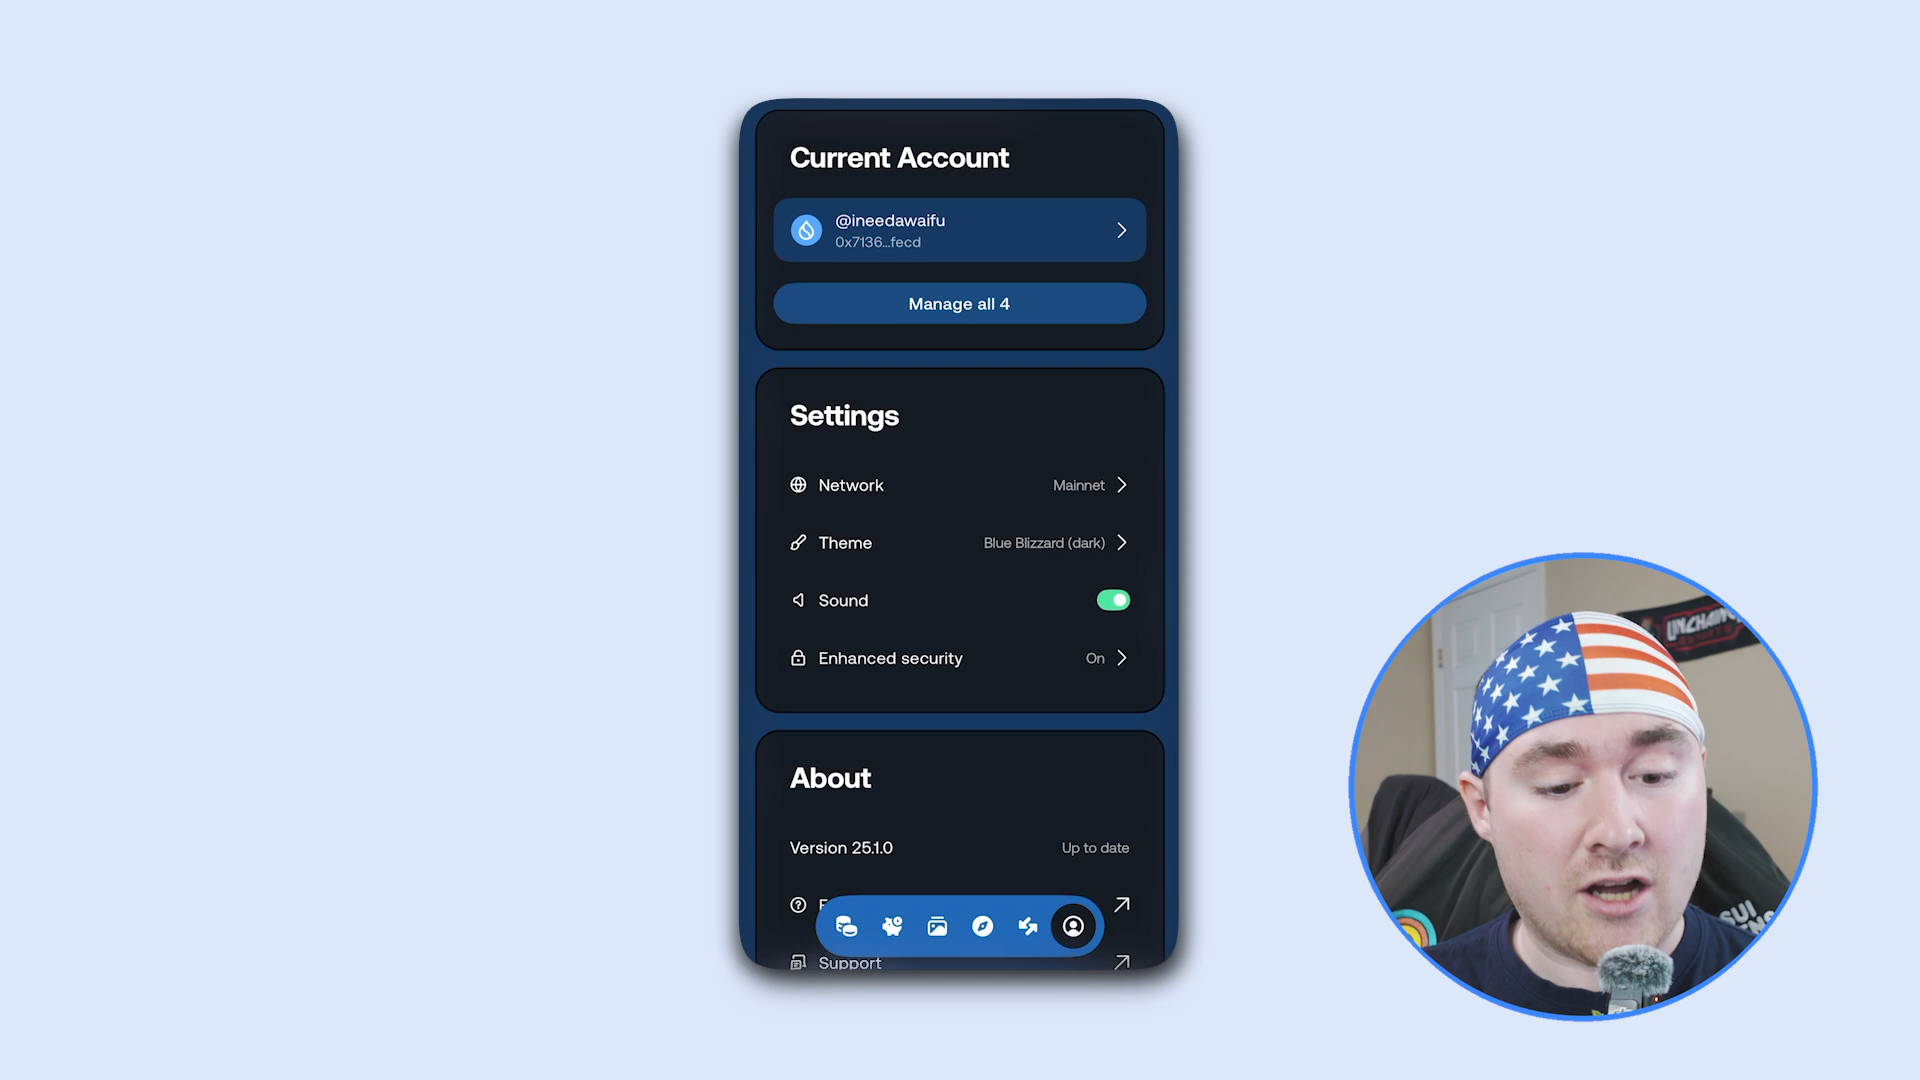 Current Account
@ineedawaifu
0x7136...fecd
Manage all 4
Settings
Network
Mainnet
Theme
Blue Blizzard (dark)
Sound
Enhanced security
On
About
Version 25.1.0
Up to date
Support
SUI